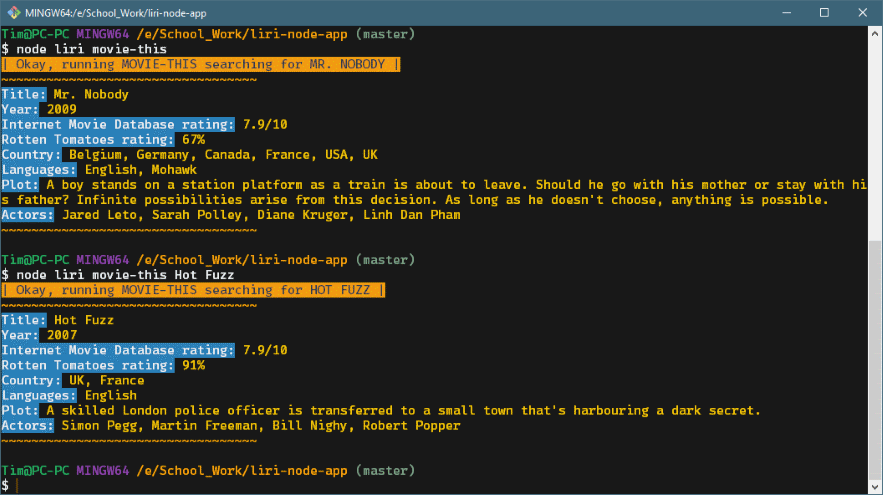 MINGW64:/e/School_Work/liri-node-app
Tim@PC-PC MINGW64 /e/School_Work/liri-node-app (master)
$ node liri movie-this
| Okay, running MOVIE-THIS searching for MR. NOBODY |
~~~~~~~~~~~~~~~~~~~~~~~~~~~~~~~~~~
Title: Mr. Nobody
Year: 2009
Internet Movie Database rating: 7.9/10
Rotten Tomatoes rating: 67%
Country: Belgium, Germany, Canada, France, USA, UK
Languages: English, Mohawk
Plot: A boy stands on a station platform as a train is about to leave. Should he go with his mother or stay with hi
s father? Infinite possibilities arise from this decision. As long as he doesn't choose, anything is possible.
Actors: Jared Leto, Sarah Polley, Diane Kruger, Linh Dan Pham
~~~~~~~~~~~~~~~~~~~~~~~~~~~~~~~~~~
Tim@PC-PC MINGW64 /e/School_Work/liri-node-app (master)
$ node liri movie-this Hot Fuzz
| Okay, running MOVIE-THIS searching for HOT FUZZ |
~~~~~~~~~~~~~~~~~~~~~~~~~~~~~~~~~~
Title: Hot Fuzz
Year: 2007
Internet Movie Database rating: 7.9/10
Rotten Tomatoes rating: 91%
Country: UK, France
Languages: English
Plot: A skilled London police officer is transferred to a small town that's harbouring a dark secret.
Actors: Simon Pegg, Martin Freeman, Bill Nighy, Robert Popper
~~~~~~~~~~~~~~~~~~~~~~~~~~~~~~~~~~
Tim@PC-PC MINGW64 /e/School_Work/liri-node-app (master)
$